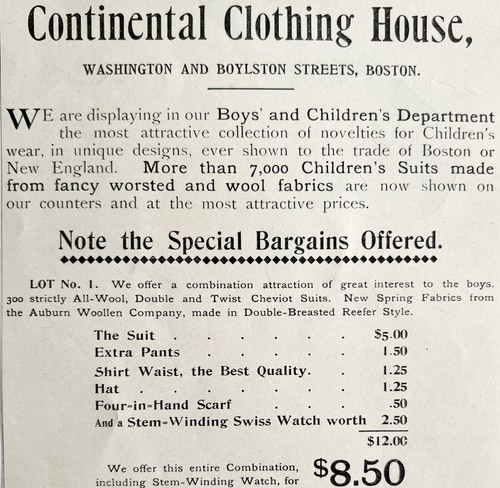 Continental Clothing House,
WASHINGTON AND BOYLSTON STREETS, BOSTON.
WE are displaying in our Boys' and Children's Department
the most attractive collection of novelties for Children's
wear, in unique designs, ever shown to the trade of Boston or
New England. More than 7,000 Children's Suits made
from fancy worsted and wool fabrics are now shown on
our counters and at the most attractive prices.
Note the Special Bargains Offered.
LOT No. 1. We offer a combination attraction of great interest to the boys.
300 strictly All-Wool, Double and Twist Cheviot Suits. New Spring Fabrics from
the Auburn Woollen Company, made in Double-Breasted Reefer Style.
The Suit . . . . . . $5.00
Extra Pants . . . . . 1.50
Shirt Waist, the Best Quality. . 1.25
Hat . . . . . . . 1.25
Four-in-Hand Scarf . . . .50
And a Stem-Winding Swiss Watch worth 2.50
$12.00
We offer this entire Combination, $8.50
including Stem-Winding Watch, for